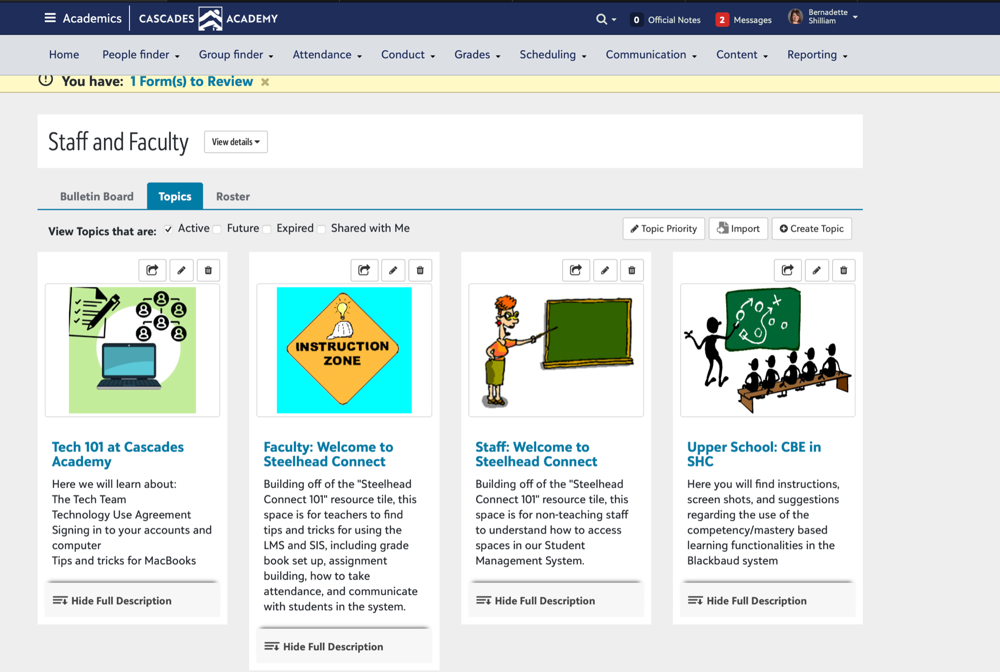 Academics CASCADES ACADEMY 0 Official Notes 2 Messages Bernadette Shilliam
Home People finder Group finder Attendance Conduct Grades Scheduling Communication Content Reporting
You have: 1 Form(s) to Review
Staff and Faculty View details
Bulletin Board Topics Roster
View Topics that are: Active Future Expired Shared with Me Topic Priority Import Create Topic
INSTRUCTION
ZONE
Tech 101 at Cascades
Academy
Here we will learn about:
The Tech Team
Technology Use Agreement
Signing in to your accounts and
computer
Tips and tricks for MacBooks
Hide Full Description
Faculty: Welcome to
Steelhead Connect
Building off of the "Steelhead
Connect 101" resource tile, this
space is for teachers to find
tips and tricks for using the
LMS and SIS, including grade
book set up, assignment
building, how to take
attendance, and communicate
with students in the system.
Hide Full Description
Staff: Welcome to
Steelhead Connect
Building off of the "Steelhead
Connect 101" resource tile, this
space is for non-teaching staff
to understand how to access
spaces in our Student
Management System.
Hide Full Description
Upper School: CBE in
SHC
Here you will find instructions,
screen shots, and suggestions
regarding the use of the
competency/mastery based
learning functionalities in the
Blackbaud system
Hide Full Description